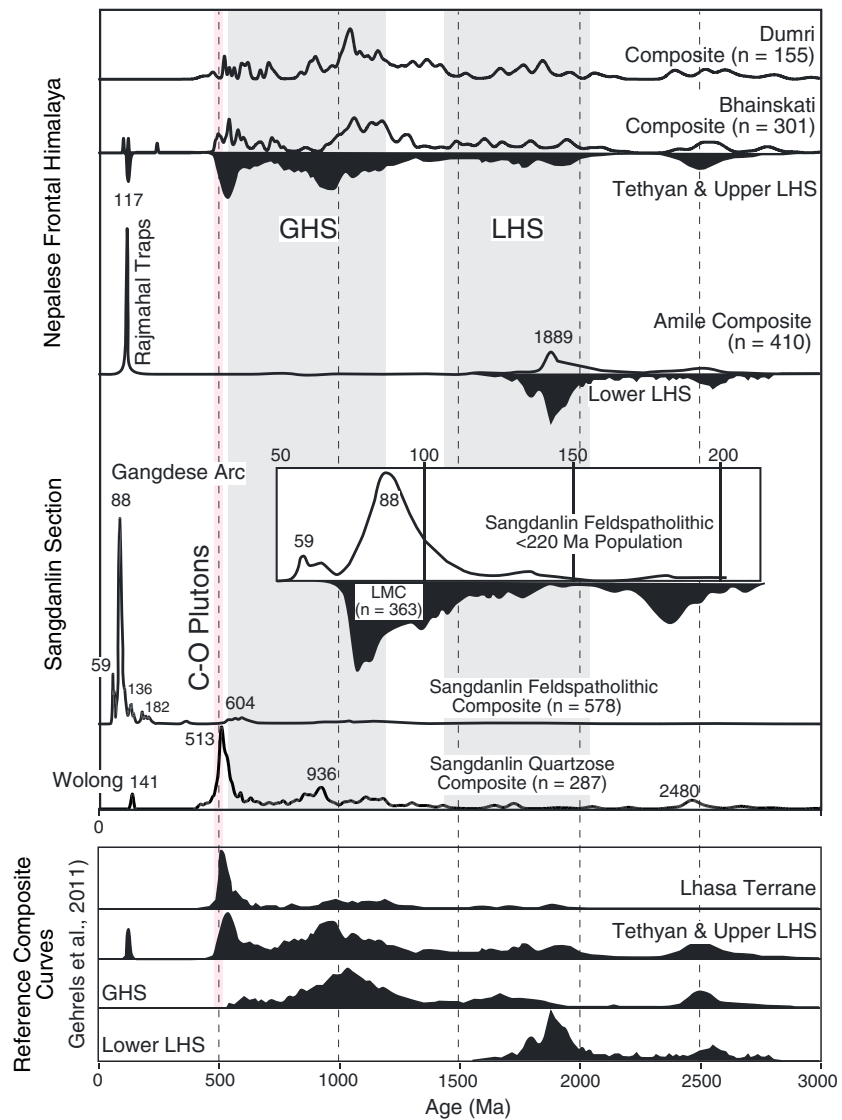 Nepalese Frontal Himalaya
Dumri
Composite (n = 155)
Bhainskati
Composite (n = 301)
Tethyan & Upper LHS
117
Rajmahal Traps
GHS
LHS
1889
Amile Composite
(n = 410)
Lower LHS
Sangdanlin Section
Gangdese Arc
88
50
100
150
200
59
88
Sangdanlin Feldspatholithic
<220 Ma Population
LMC
(n = 363)
C-O Plutons
59
136
182
604
Sangdanlin Feldspatholithic
Composite (n = 578)
513
936
Sangdanlin Quartzose
Composite (n = 287)
Wolong 141
2480
0
Reference Composite
Curves
Gehrels et al., 2011)
Lhasa Terrane
Tethyan & Upper LHS
GHS
Lower LHS
0
500
1000
1500
2000
2500
3000
Age (Ma)